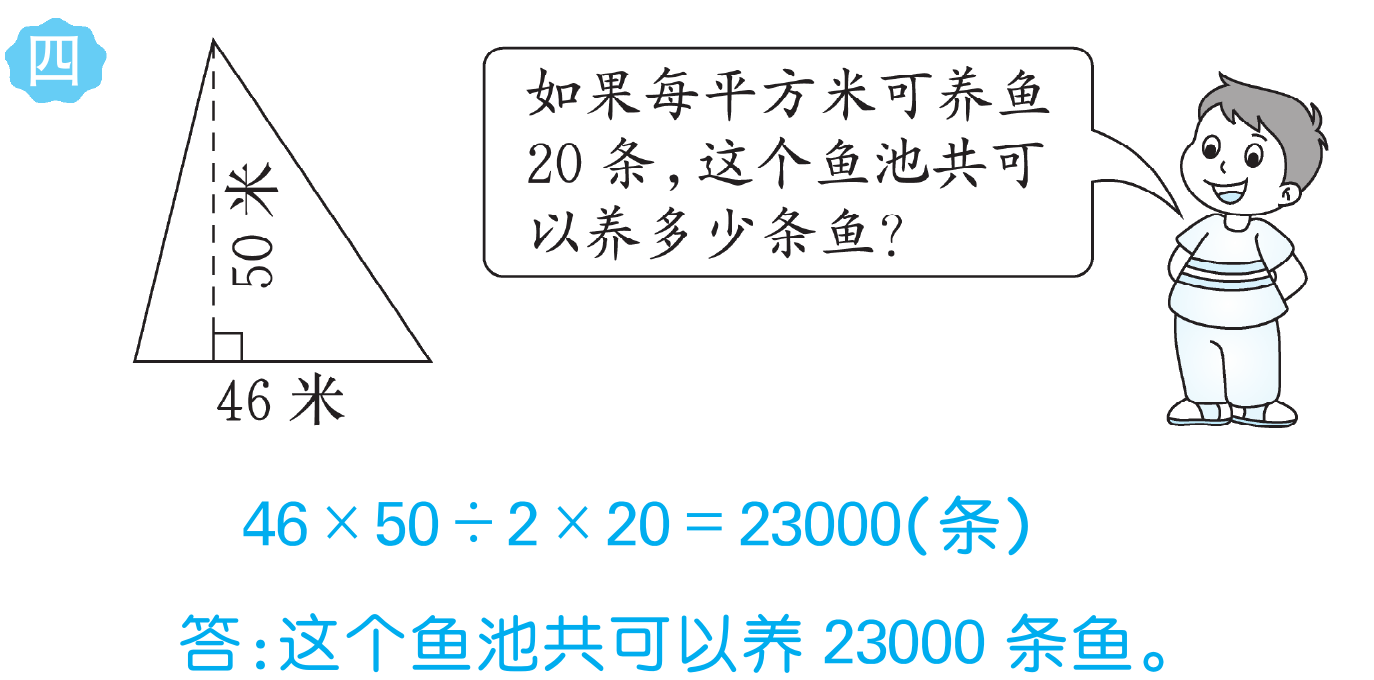 四
如果每平方米可养鱼
20 条,这个鱼池共可
以养多少条鱼?
50 米
46 米
46×50÷2×20=23000(条)
答:这个鱼池共可以养 23000 条鱼。